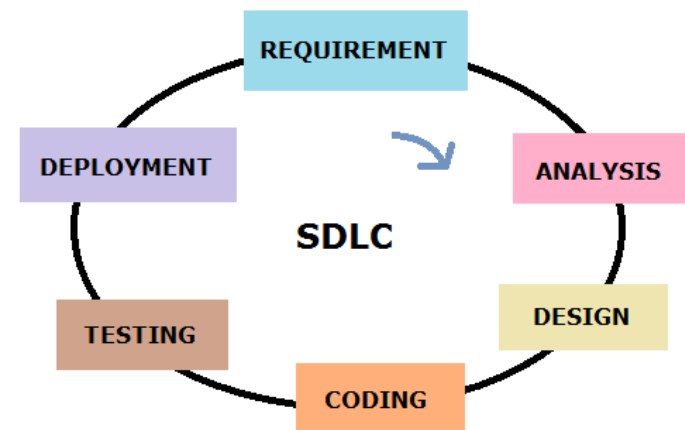 REQUIREMENT
ANALYSIS
DESIGN
CODING
TESTING
DEPLOYMENT
SDLC